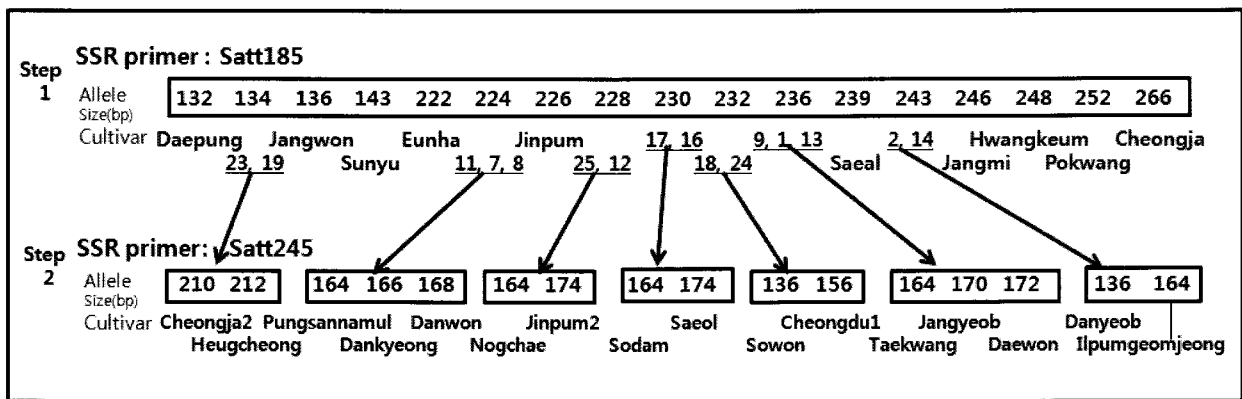 SSR primer : Satt185
Step 1
Allele Size(bp)
132 134 136 143 222 224 226 228 230 232 236 239 243 246 248 252 266
Cultivar Daepung Jangwon Eunha Jinpum 17, 16 9, 1, 13 2, 14 Hwangkeum Cheongja
23, 19 Sunyu 11, 7, 8 25, 12 18, 24 Saeal Jangmi Pokwang
SSR primer: Satt245
Step 2
Allele Size(bp)
210 212 164 166 168 164 174 164 174 136 156 164 170 172 136 164
Cultivar Cheongja2 Pungsannamul Danwon Jinpum2 Saeol Cheongdu1 Jangyeob Danyeob
Heugcheong Dankyeong Nogchae Sodam Sowon Taekwang Daewon Ilpumgeomjeong